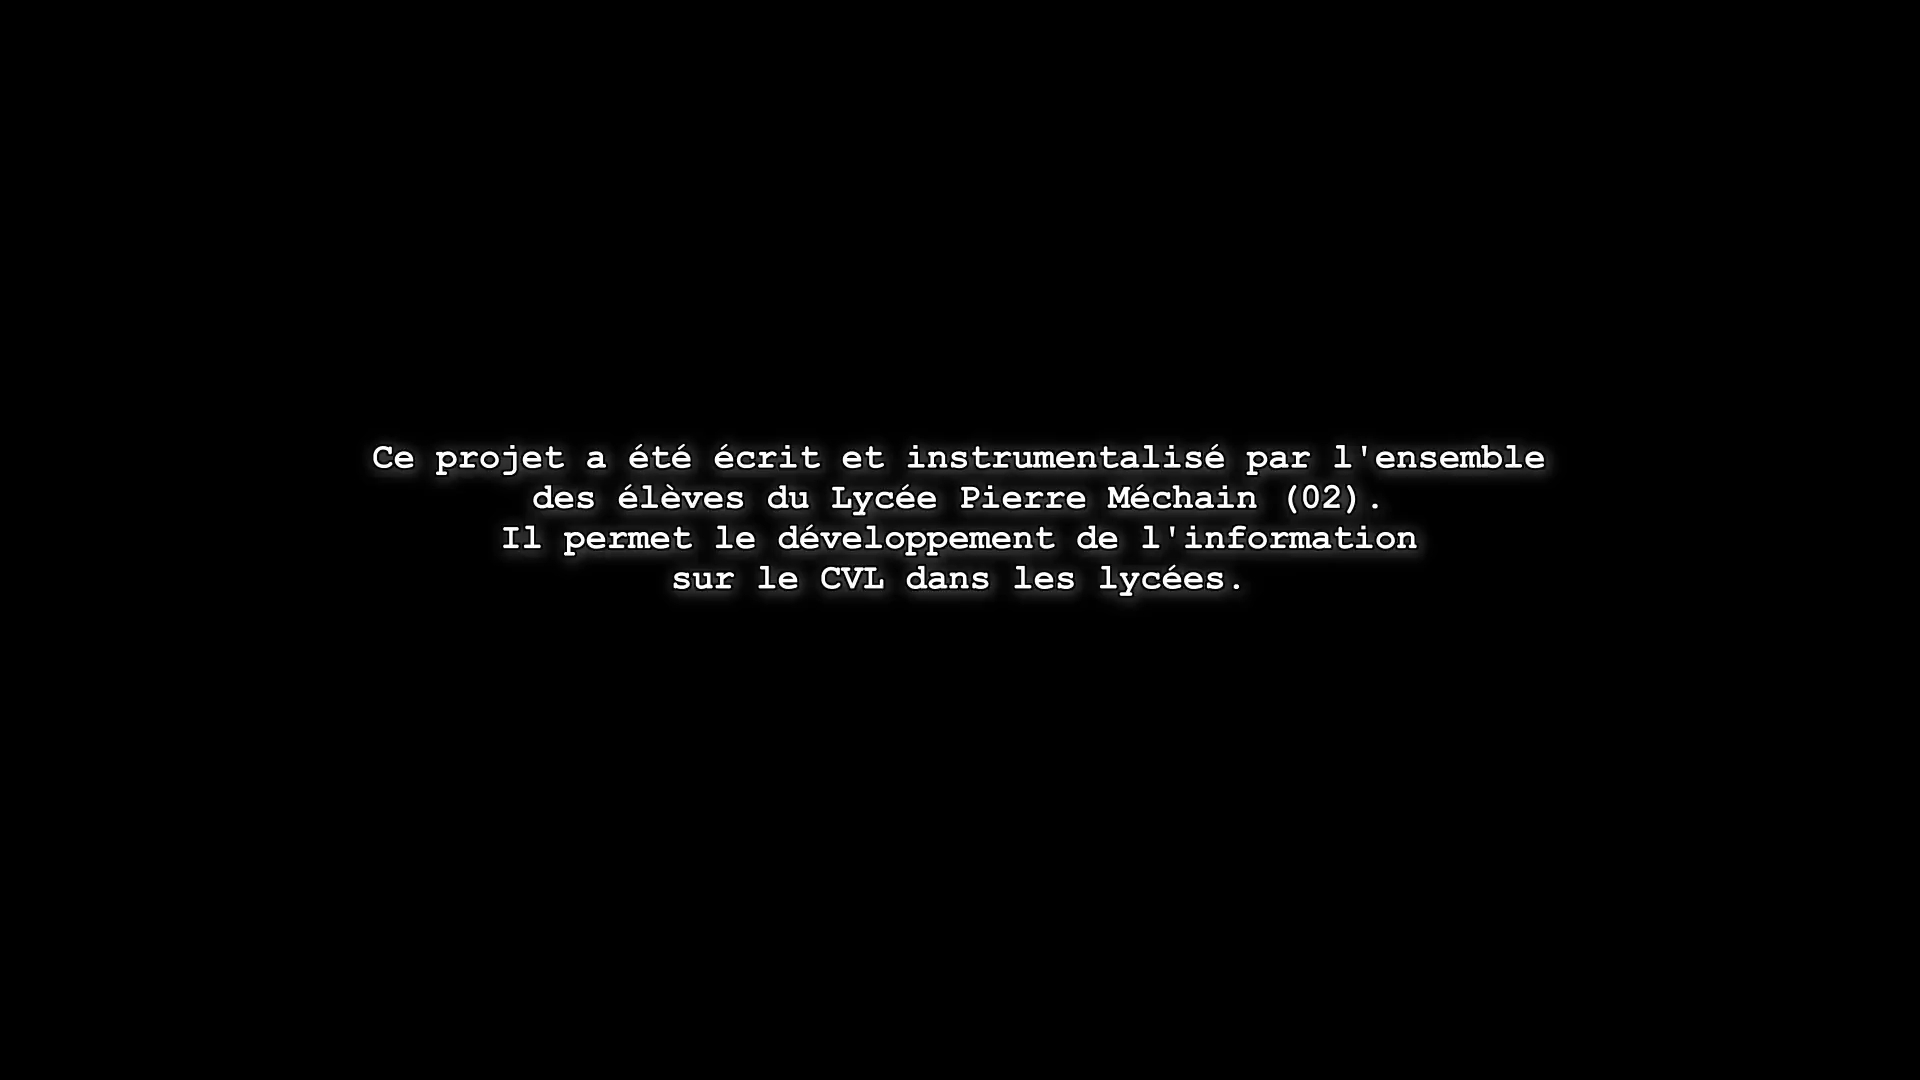 Ce projet a été écrit et instrumentalisé par l'ensemble
des élèves du Lycée Pierre Méchain (02).
Il permet le développement de l'information
sur le CVL dans les lycées.